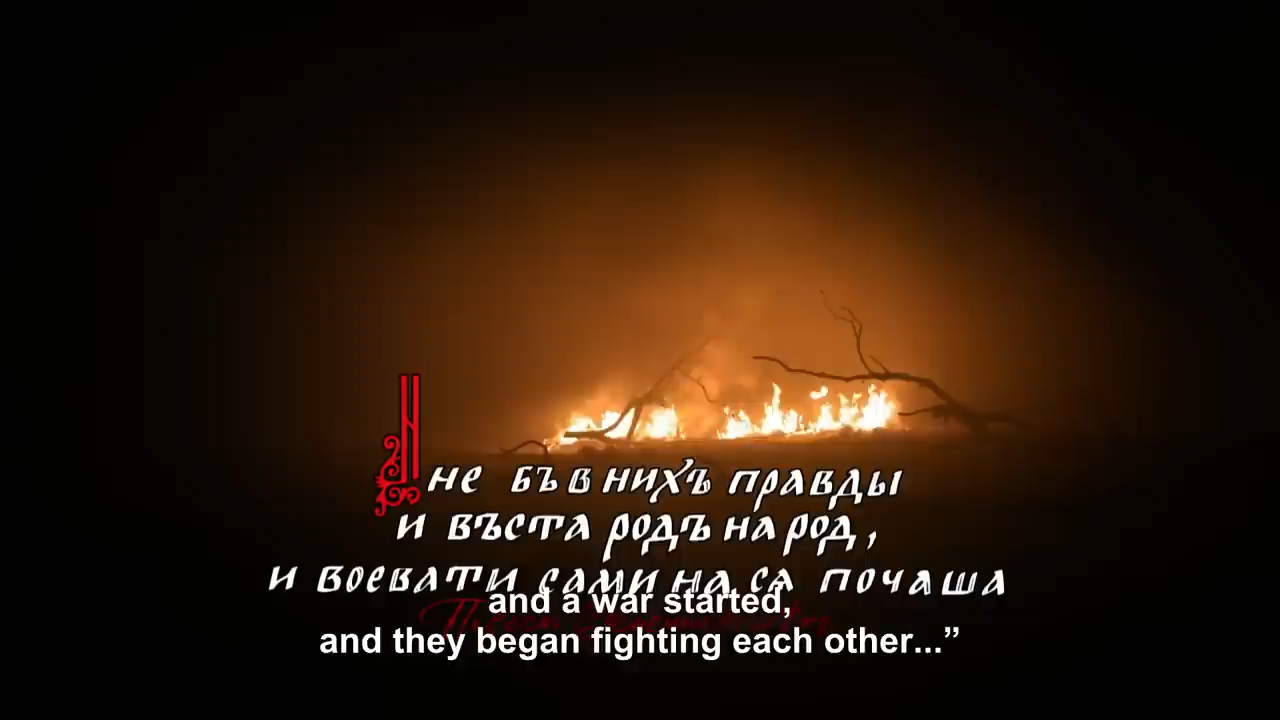 И не бъ в нихъ правды
и въста родъ на род,
и воевати сами на ся почаша
and a war started,
and they began fighting each other...”